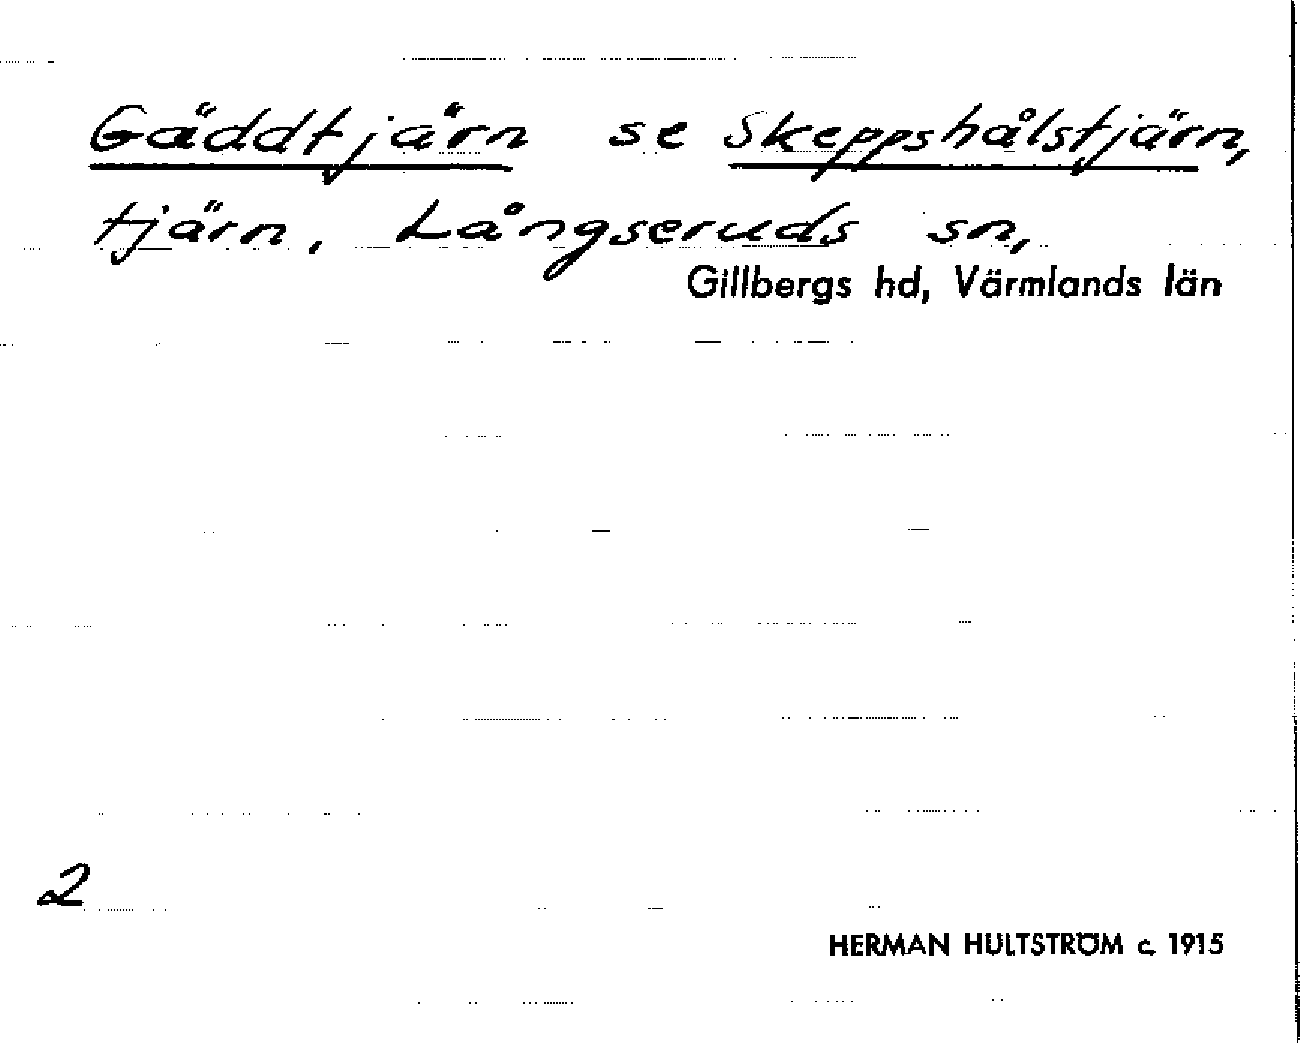 Gäddtjärn se Skeppshålstjärn,
tjärn, Långseruds sn,
Gillbergs hd, Värmlands län
2
HERMAN HULTSTRÖM c. 1915